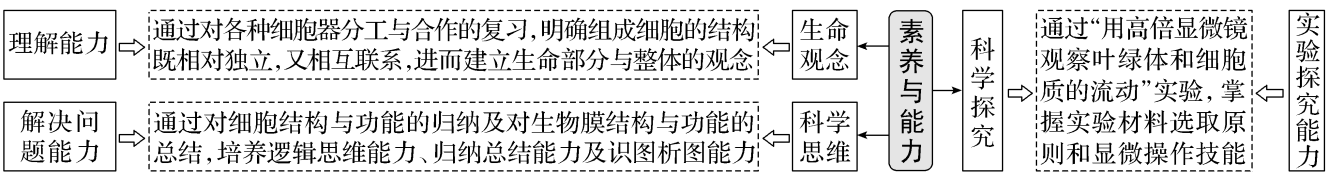 理解能力
通过对各种细胞器分工与合作的复习,明确组成细胞的结构
既相对独立,又相互联系,进而建立生命部分与整体的观念
生命
观念
解决问
题能力
通过对细胞结构与功能的归纳及对生物膜结构与功能的
总结,培养逻辑思维能力、归纳总结能力及识图析图能力
科学
思维
素养与能力
科学探究
通过“用高倍显微镜
观察叶绿体和细胞
质的流动”实验,掌
握实验材料选取原
则和显微操作技能
实验探究能力